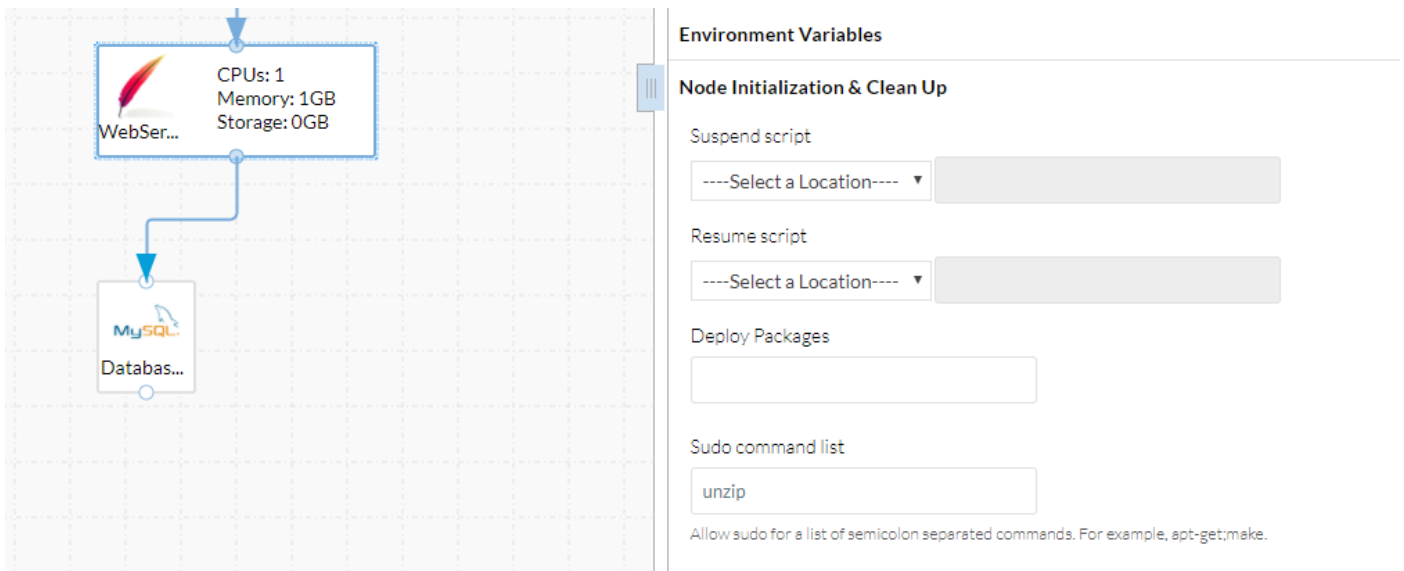 CPUs: 1
Memory: 1GB
Storage: 0GB
WebSer...
MySQL
Databas...
Environment Variables
Node Initialization & Clean Up
Suspend script
----Select a Location----
Resume script
----Select a Location----
Deploy Packages
Sudo command list
unzip
Allow sudo for a list of semicolon separated commands. For example, apt-get;make.